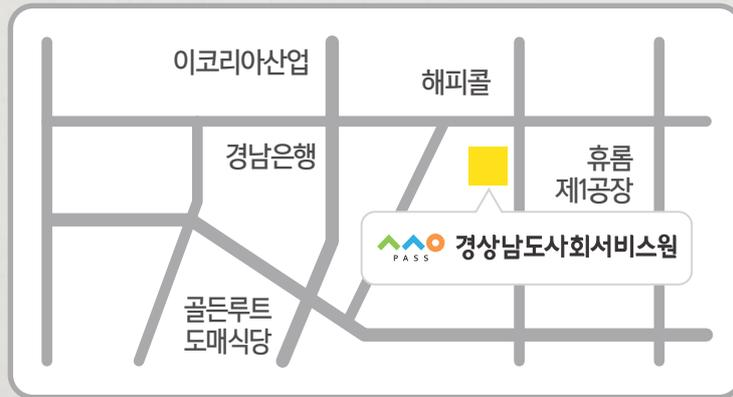 이코리아산업
해피콜
경남은행
휴롬
제1공장
PASS
경상남도사회서비스원
골든루트
도매식당